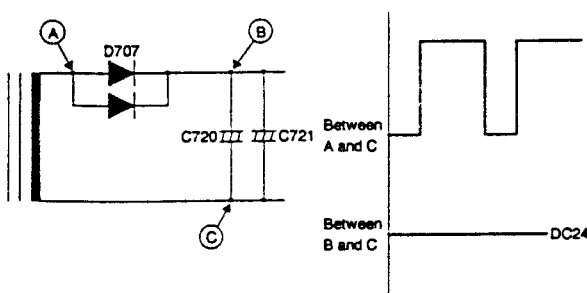 A
D707
B
C720
C721
C
Between
A and C
Between
B and C
DC24